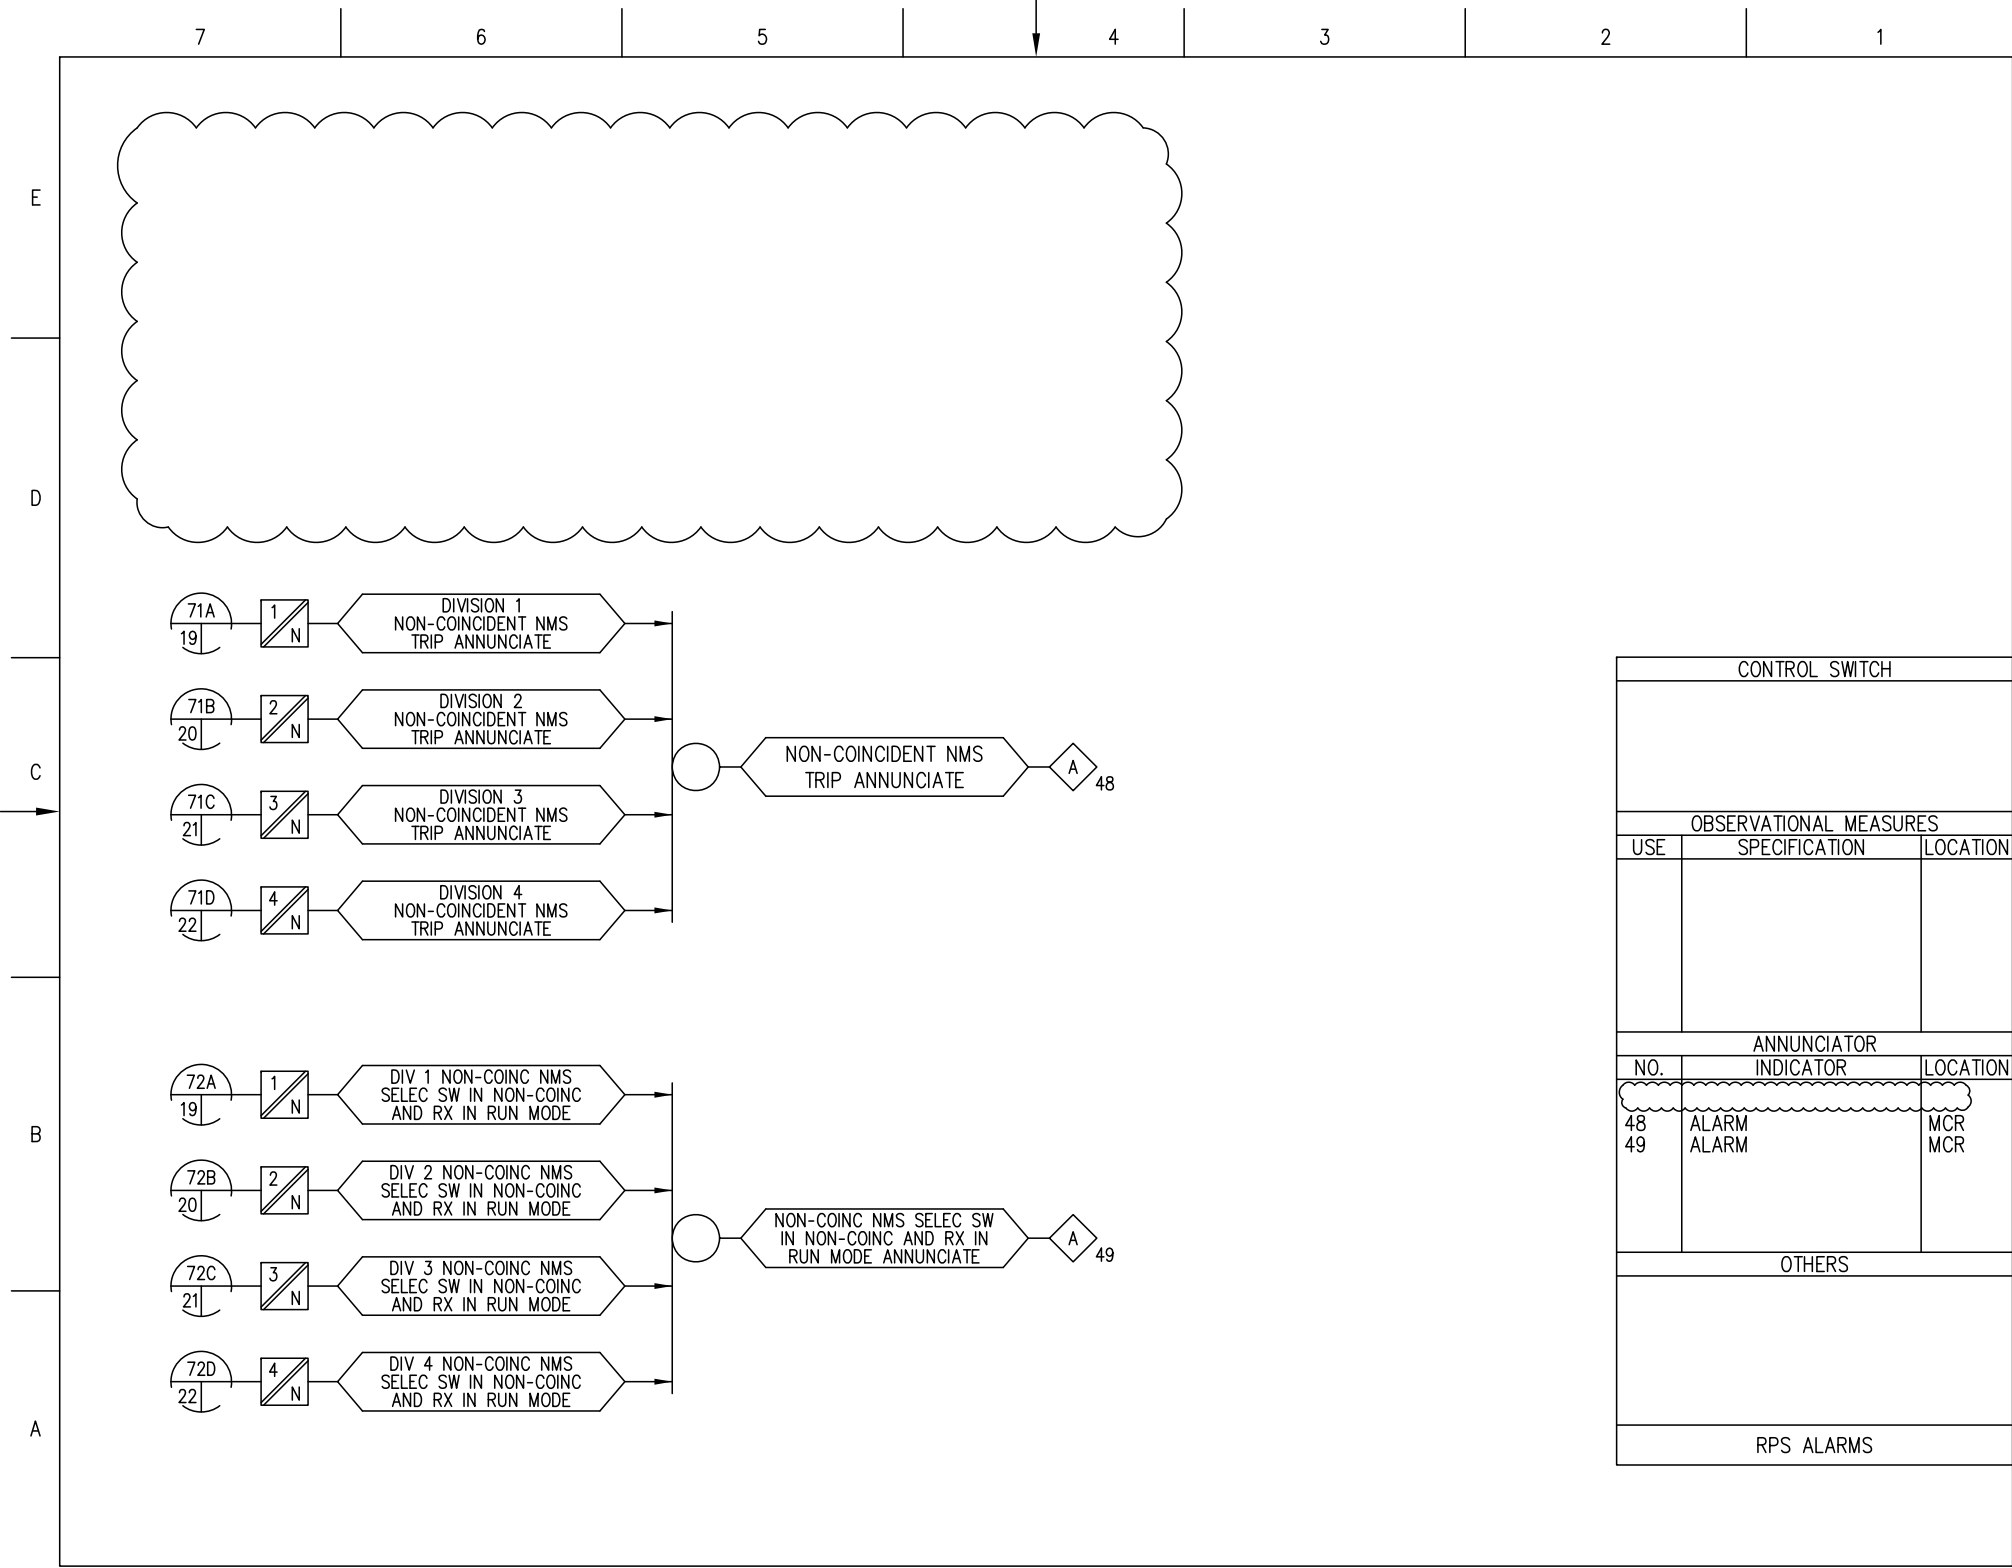 7 6 5 4 3 2 1
E
D
C
B
A
71A
19
1
N
DIVISION 1
NON-COINCIDENT NMS
TRIP ANNUNCIATE
71B
20
2
N
DIVISION 2
NON-COINCIDENT NMS
TRIP ANNUNCIATE
71C
21
3
N
DIVISION 3
NON-COINCIDENT NMS
TRIP ANNUNCIATE
71D
22
4
N
DIVISION 4
NON-COINCIDENT NMS
TRIP ANNUNCIATE
NON-COINCIDENT NMS
TRIP ANNUNCIATE
A
48
72A
19
1
N
DIV 1 NON-COINC NMS
SELEC SW IN NON-COINC
AND RX IN RUN MODE
72B
20
2
N
DIV 2 NON-COINC NMS
SELEC SW IN NON-COINC
AND RX IN RUN MODE
72C
21
3
N
DIV 3 NON-COINC NMS
SELEC SW IN NON-COINC
AND RX IN RUN MODE
72D
22
4
N
DIV 4 NON-COINC NMS
SELEC SW IN NON-COINC
AND RX IN RUN MODE
NON-COINC NMS SELEC SW
IN NON-COINC AND RX IN
RUN MODE ANNUNCIATE
A
49
CONTROL SWITCH
OBSERVATIONAL MEASURES
USE SPECIFICATION LOCATION
ANNUNCIATOR
NO. INDICATOR LOCATION
48 ALARM MCR
49 ALARM MCR
OTHERS
RPS ALARMS